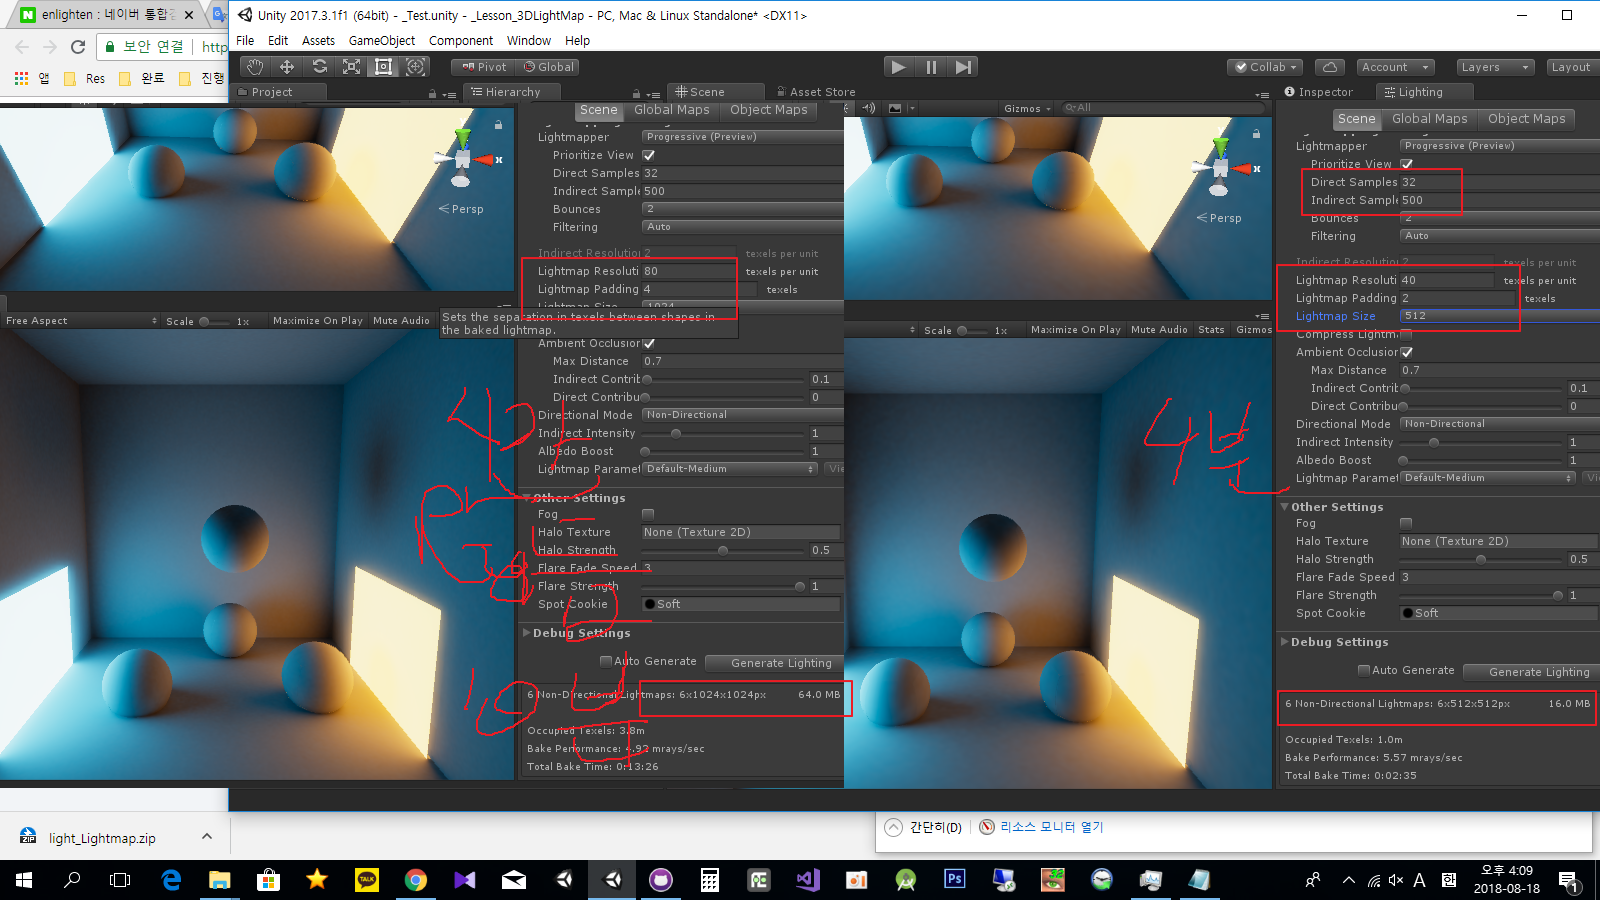 enlighten : 네이버 통합
Unity 2017.3.1f1 (64bit) - _Test.unity - _Lesson_3DLightMap - PC, Mac & Linux Standalone* <DX11>
보안 연결
File Edit Assets GameObject Component Window Help
앱 Res 완료 진행
Pivot Global Collab Account Layers Layout
Project Hierarchy Scene Asset Store Inspector Lighting
Scene Global Maps Object Maps
Lightmapper Progressive (Preview)
Prioritize View
Direct Samples 32
Indirect Sample 500
Bounces 2
Filtering Auto
Indirect Resolution 2 texels per unit
Lightmap Resoluti 80 texels per unit
Lightmap Padding 4 texels
Lightmap Size 1024
Sets the separation in texels between shapes in
the baked lightmap.
Ambient Occlusion
Max Distance 0.7
Indirect Contrib 0.1
Direct Contribu 0
Directional Mode Non-Directional
Indirect Intensity 1
Albedo Boost 1
Lightmap Paramet Default-Medium Vie
Other Settings
Fog
Halo Texture None (Texture 2D)
Halo Strength 0.5
Flare Fade Speed 3
Flare Strength 1
Spot Cookie Soft
Debug Settings
Auto Generate Generate Lighting
6 Non-Directional Lightmaps: 6x1024x1024px 64.0 MB
Occupied Texels: 3.8m
Bake Performance: 4.92 mrays/sec
Total Bake Time: 0:13:26
Persp
Free Aspect Scale 1x Maximize On Play Mute Audio
Gizmos All
Persp
Scale 1x Maximize On Play Mute Audio Stats Gizmos
4분
Scene Global Maps Object Maps
Lightmapper Progressive (Preview)
Prioritize View
Direct Samples 32
Indirect Sample 500
Bounces 2
Filtering Auto
Indirect Resolution 2 texels per unit
Lightmap Resoluti 40 texels per unit
Lightmap Padding 2 texels
Lightmap Size 512
Compress Lightm
Ambient Occlusion
Max Distance 0.7
Indirect Contrib 0.1
Direct Contribu 0
Directional Mode Non-Directional
Indirect Intensity 1
Albedo Boost 1
Lightmap Paramet Default-Medium Vie
Other Settings
Fog
Halo Texture None (Texture 2D)
Halo Strength 0.5
Flare Fade Speed 3
Flare Strength 1
Spot Cookie Soft
Debug Settings
Auto Generate Generate Lighting
6 Non-Directional Lightmaps: 6x512x512px 16.0 MB
Occupied Texels: 1.0m
Bake Performance: 5.57 mrays/sec
Total Bake Time: 0:02:35
light_Lightmap.zip
간단히(D) 리소스 모니터 열기
TALK Ps A 한 오후 4:09
2018-08-18
1